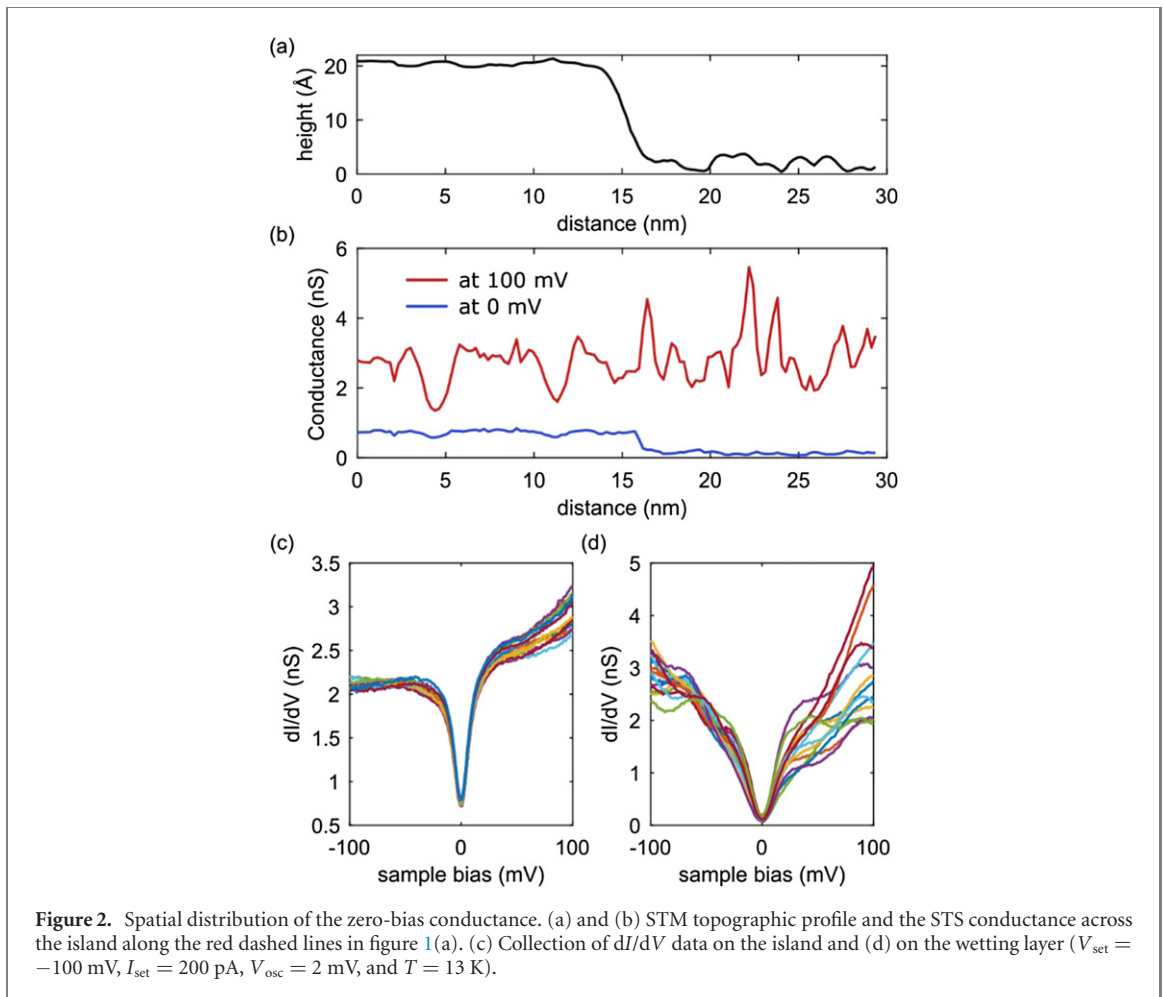 (a)
20
10
0
height (Å)
0 5 10 15 20 25 30
distance (nm)
(b)
6
4
2
0
Conductance (nS)
at 100 mV
at 0 mV
0 5 10 15 20 25 30
distance (nm)
(c)
3.5
3
2.5
2
1.5
1
0.5
dI/dV (nS)
-100 0 100
sample bias (mV)
(d)
5
4
3
2
1
0
dI/dV (nS)
-100 0 100
sample bias (mV)
Figure 2. Spatial distribution of the zero-bias conductance. (a) and (b) STM topographic profile and the STS conductance across
the island along the red dashed lines in figure 1(a). (c) Collection of dI/dV data on the island and (d) on the wetting layer (Vset =
−100 mV, Iset = 200 pA, Vosc = 2 mV, and T = 13 K).